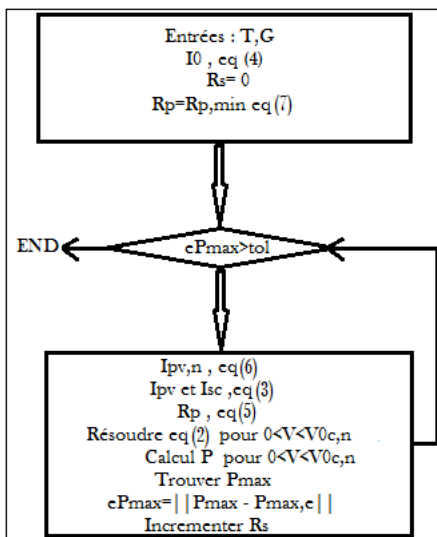 Entrées : T,G
I0 , eq (4)
Rs= 0
Rp=Rp,min eq(7)
END
ePmax>tol
Ipv,n , eq(6)
Ipv et Isc ,eq(3)
Rp , eq(5)
Résoudre eq(2) pour 0<V<V0c,n
Calcul P pour 0<V<V0c,n
Trouver Pmax
ePmax=||Pmax - Pmax,e||
Incrementer Rs